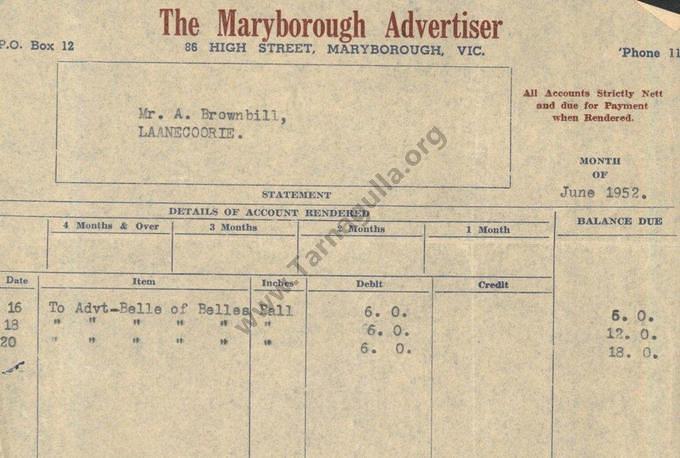 The Maryborough Advertiser
P.O. Box 12
86 HIGH STREET, MARYBOROUGH, VIC.
'Phone 11
All Accounts Strictly Nett
and due for Payment
when Rendered.
Mr. A. Brownbill,
LAANECOORIE.
MONTH
OF
June 1952.
STATEMENT
DETAILS OF ACCOUNT RENDERED
BALANCE DUE
4 Months & Over 3 Months 2 Months 1 Month
Date Item Inches Debit Credit
16 To Advt-Belle of Belles Ball 6. 0. 6. 0.
18 " " " " " " 6. 0. 12. 0.
20 " " " " " " 6. 0. 18. 0.
www.Tarnagulla.org